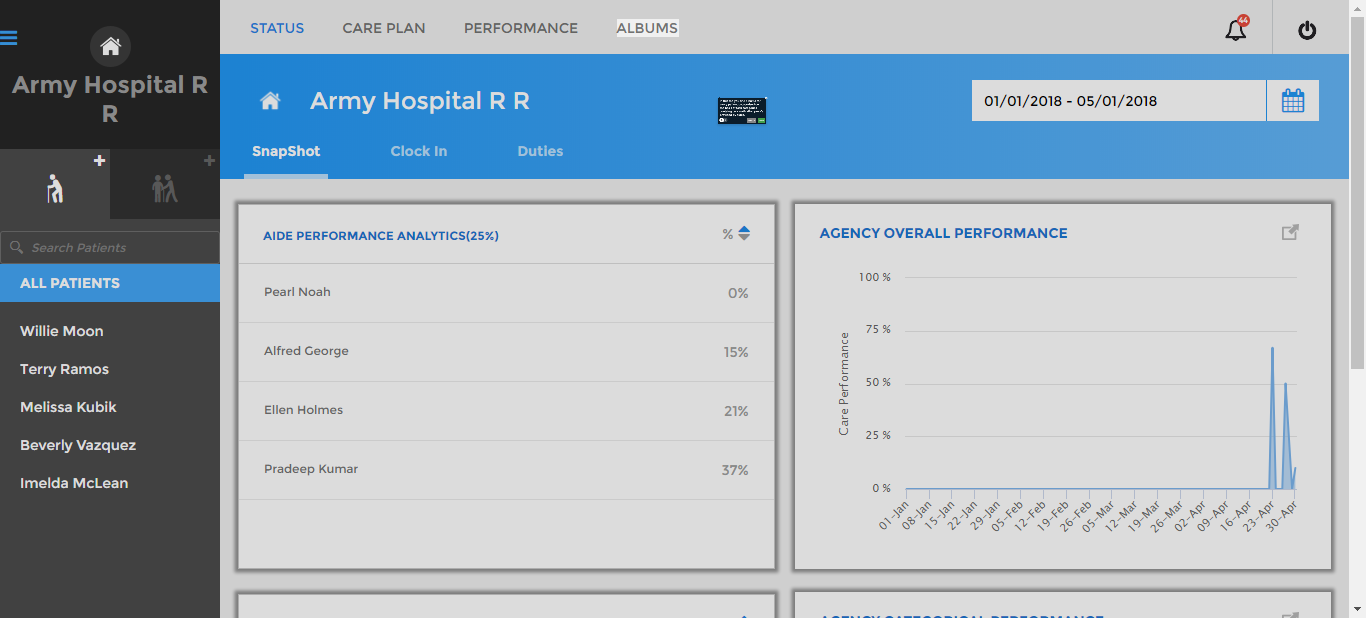 STATUS
CARE PLAN
PERFORMANCE
ALBUMS
44
Army Hospital R
R
+
+
Search Patients
ALL PATIENTS
Willie Moon
Terry Ramos
Melissa Kubik
Beverly Vazquez
Imelda McLean
Army Hospital R R
01/01/2018 - 05/01/2018
SnapShot
Clock In
Duties
AIDE PERFORMANCE ANALYTICS(25%)
%
Pearl Noah
0%
Alfred George
15%
Ellen Holmes
21%
Pradeep Kumar
37%
AGENCY OVERALL PERFORMANCE
Care Performance
100 %
75 %
50 %
25 %
0 %
01-Jan
08-Jan
15-Jan
22-Jan
29-Jan
05-Feb
12-Feb
19-Feb
26-Feb
05-Mar
12-Mar
19-Mar
26-Mar
02-Apr
09-Apr
16-Apr
23-Apr
30-Apr
AGENCY CATEGORICAL PERFORMANCE